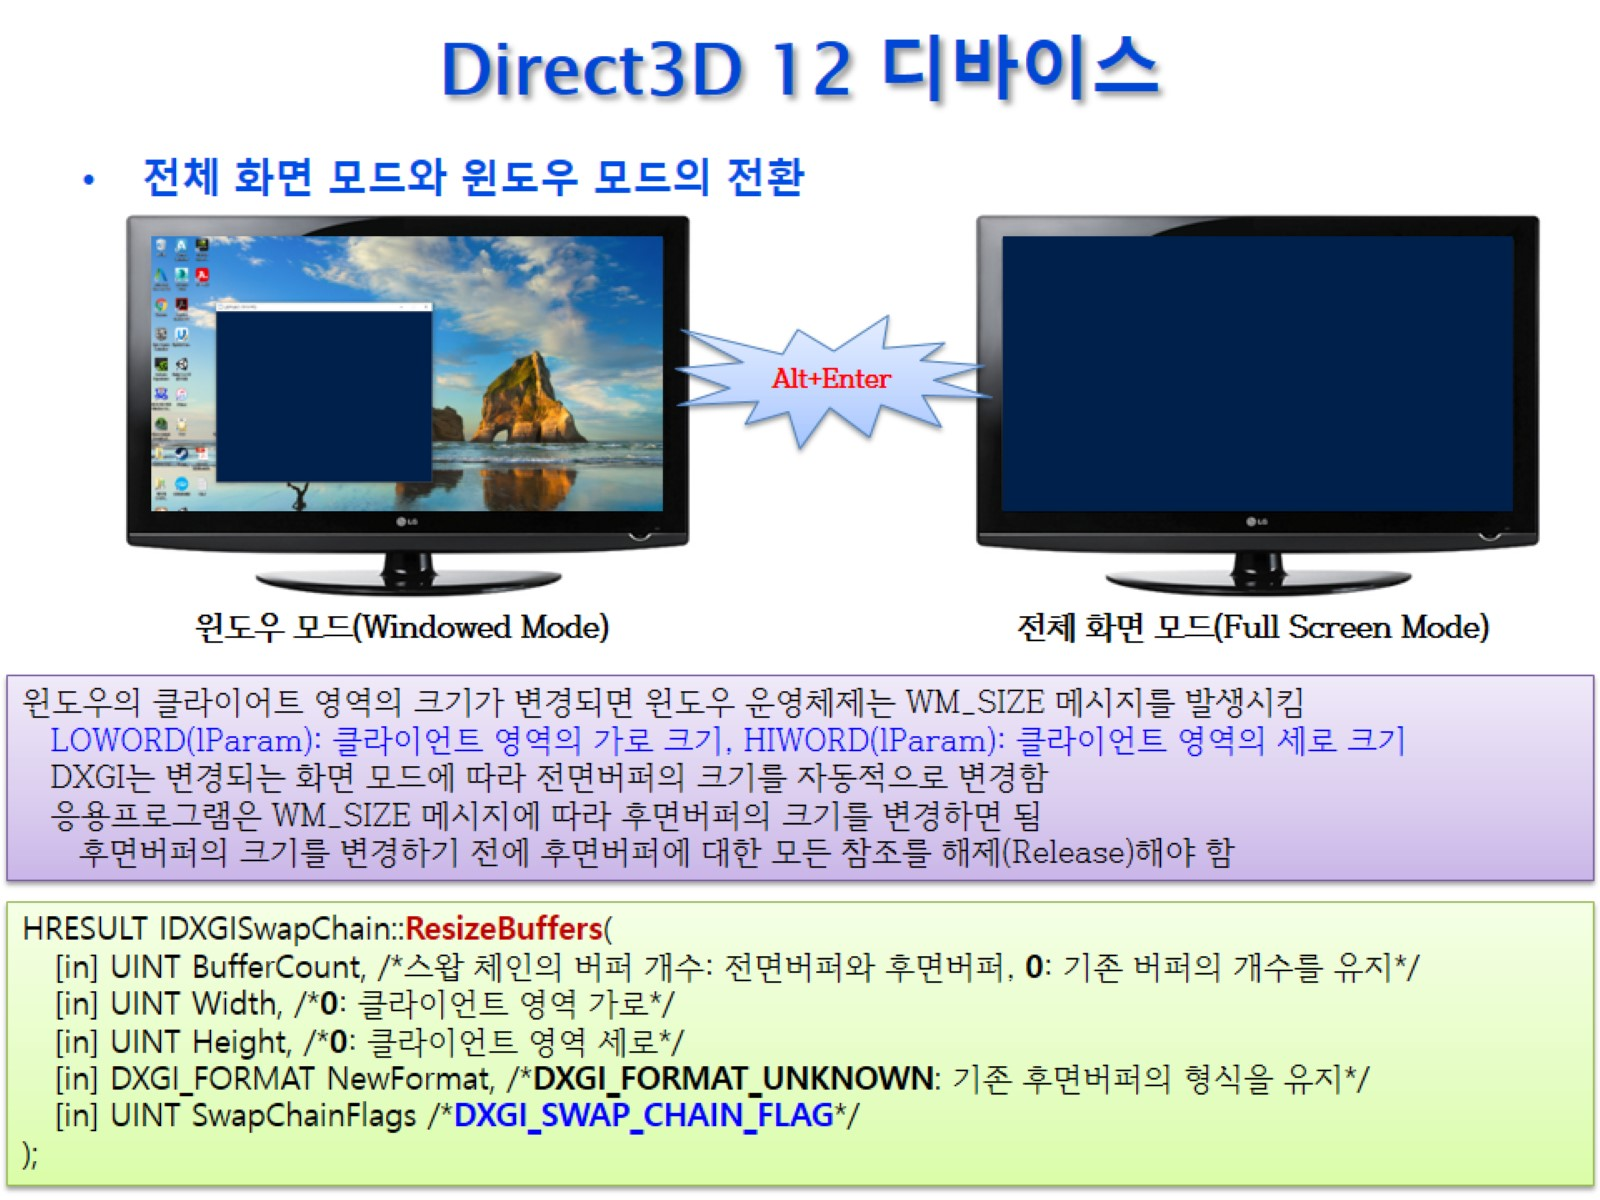 Direct3D 12 디바이스
• 전체 화면 모드와 윈도우 모드의 전환
Alt+Enter
LG
LG
윈도우 모드(Windowed Mode)
전체 화면 모드(Full Screen Mode)
윈도우의 클라이어트 영역의 크기가 변경되면 윈도우 운영체제는 WM_SIZE 메시지를 발생시킴
LOWORD(lParam): 클라이언트 영역의 가로 크기, HIWORD(lParam): 클라이언트 영역의 세로 크기
DXGI는 변경되는 화면 모드에 따라 전면버퍼의 크기를 자동적으로 변경함
응용프로그램은 WM_SIZE 메시지에 따라 후면버퍼의 크기를 변경하면 됨
후면버퍼의 크기를 변경하기 전에 후면버퍼에 대한 모든 참조를 해제(Release)해야 함
HRESULT IDXGISwapChain::ResizeBuffers(
[in] UINT BufferCount, /*스왑 체인의 버퍼 개수: 전면버퍼와 후면버퍼, 0: 기존 버퍼의 개수를 유지*/
[in] UINT Width, /*0: 클라이언트 영역 가로*/
[in] UINT Height, /*0: 클라이언트 영역 세로*/
[in] DXGI_FORMAT NewFormat, /*DXGI_FORMAT_UNKNOWN: 기존 후면버퍼의 형식을 유지*/
[in] UINT SwapChainFlags /*DXGI_SWAP_CHAIN_FLAG*/
);